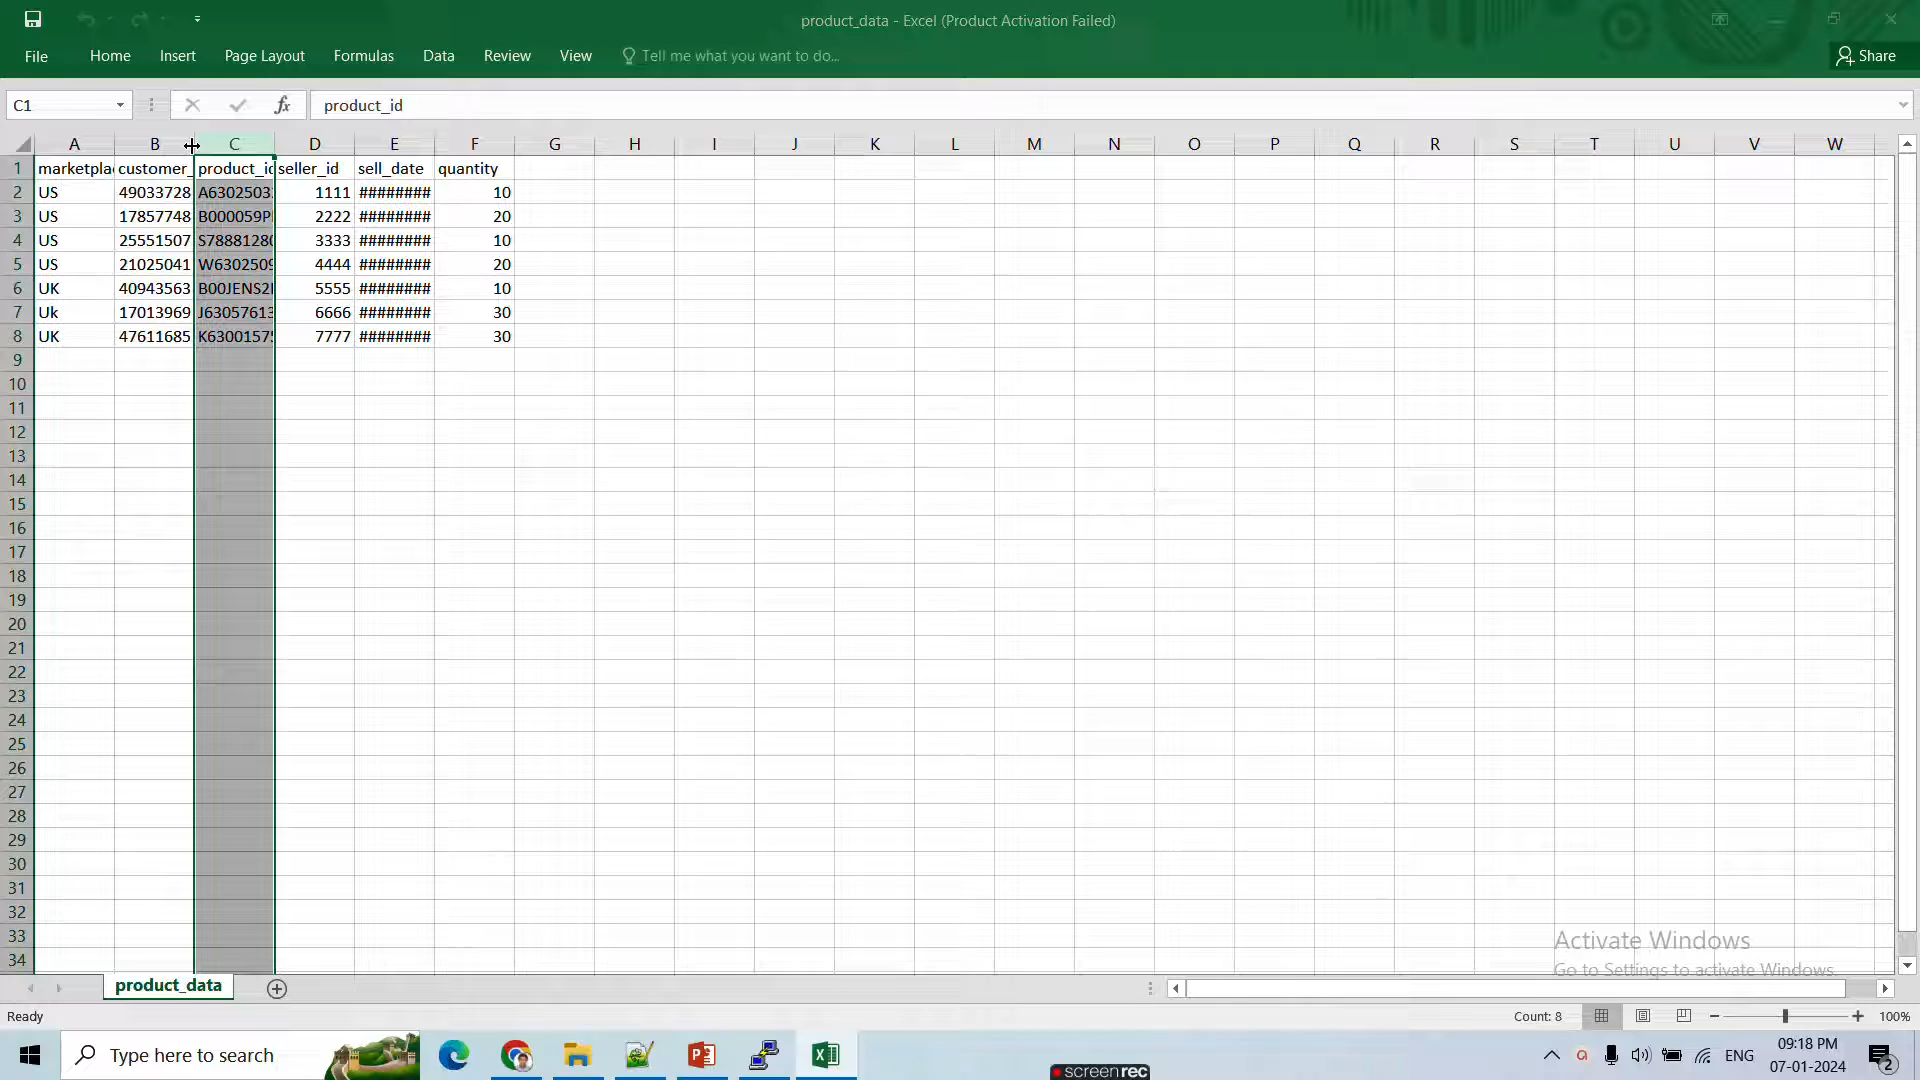 product_data - Excel (Product Activation Failed)
File Home Insert Page Layout Formulas Data Review View Tell me what you want to do... Share
C1 fx product_id
A B C D E F G H I J K L M N O P Q R S T U V W
1 marketpla customer_ product_id seller_id sell_date quantity
2 US 49033728 A6302503 1111 ######## 10
3 US 17857748 B000059P 2222 ######## 20
4 US 25551507 S7888128 3333 ######## 10
5 US 21025041 W630250 4444 ######## 20
6 UK 40943563 B00JENS2 5555 ######## 10
7 Uk 17013969 J6305761 6666 ######## 30
8 UK 47611685 K6300157 7777 ######## 30
9
10
11
12
13
14
15
16
17
18
19
20
21
22
23
24
25
26
27
28
29
30
31
32
33
34
Activate Windows
Go to Settings to activate Windows.
product_data
Ready Count: 8 100%
Type here to search ENG 09:18 PM
07-01-2024 2
screenrec